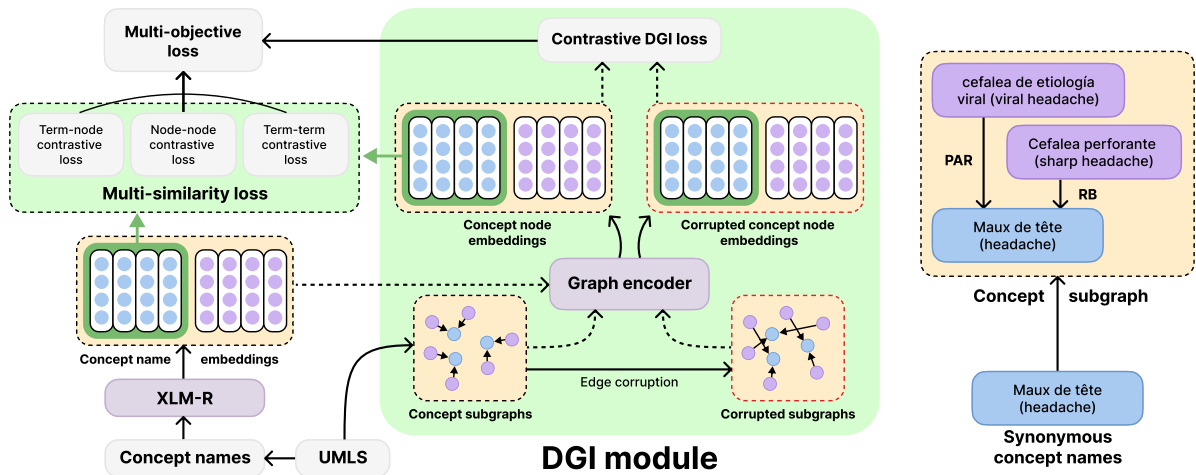 Multi-objective
loss
Contrastive DGI loss
Term-node
contrastive
loss
Node-node
contrastive
loss
Term-term
contrastive
loss
Multi-similarity loss
Concept node
embeddings
Corrupted concept node
embeddings
Graph encoder
Concept name embeddings
XLM-R
Concept names
UMLS
Concept subgraphs
Edge corruption
Corrupted subgraphs
DGI module
cefalea de etiología
viral (viral headache)
Cefalea perforante
(sharp headache)
PAR
RB
Maux de tête
(headache)
Concept subgraph
Maux de tête
(headache)
Synonymous
concept names